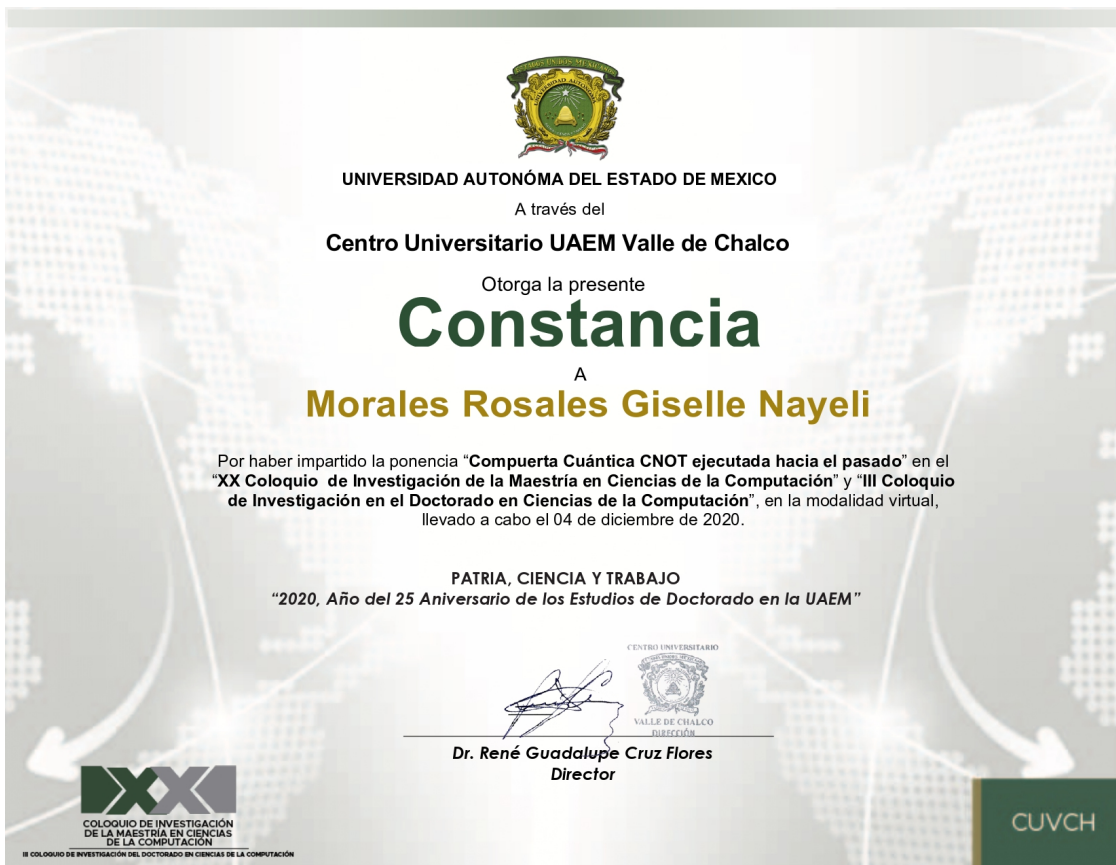 ESTADOS UNIDOS MEXICANOS
UNIVERSIDAD AUTONOMA
UNIVERSIDAD AUTONÓMA DEL ESTADO DE MEXICO
A través del
Centro Universitario UAEM Valle de Chalco
Otorga la presente
Constancia
A
Morales Rosales Giselle Nayeli
Por haber impartido la ponencia “Compuerta Cuántica CNOT ejecutada hacia el pasado” en el
“XX Coloquio de Investigación de la Maestría en Ciencias de la Computación” y “III Coloquio
de Investigación en el Doctorado en Ciencias de la Computación”, en la modalidad virtual,
llevado a cabo el 04 de diciembre de 2020.
PATRIA, CIENCIA Y TRABAJO
“2020, Año del 25 Aniversario de los Estudios de Doctorado en la UAEM”
CENTRO UNIVERSITARIO
VALLE DE CHALCO
DIRECCIÓN
Dr. René Guadalupe Cruz Flores
Director
XX
COLOQUIO DE INVESTIGACIÓN
DE LA MAESTRÍA EN CIENCIAS
DE LA COMPUTACIÓN
III COLOQUIO DE INVESTIGACIÓN DEL DOCTORADO EN CIENCIAS DE LA COMPUTACIÓN
CUVCH